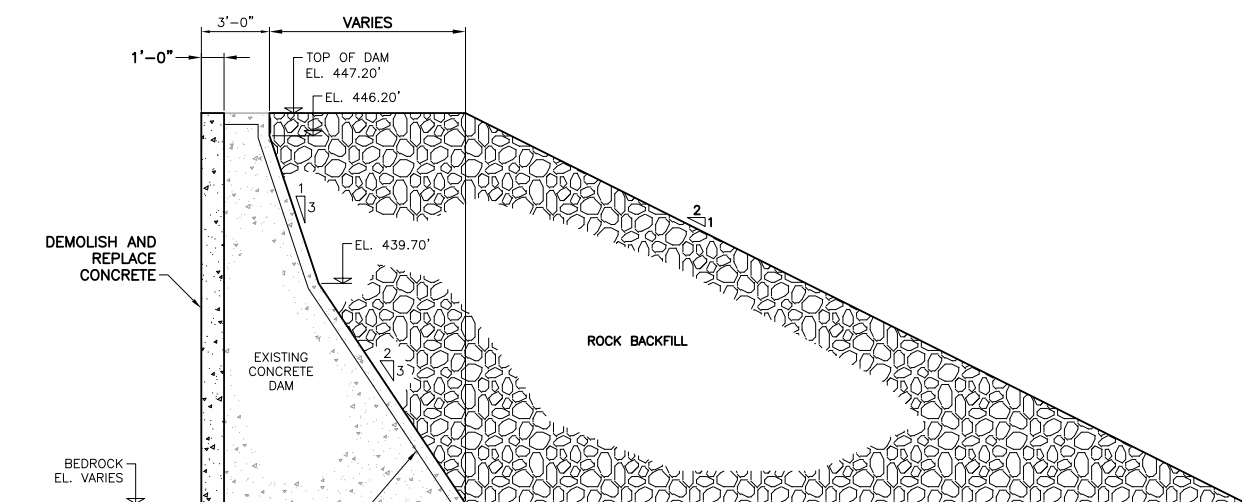 3'-0"
VARIES
1'-0"
TOP OF DAM
EL. 447.20'
EL. 446.20'
1
3
2
1
DEMOLISH AND
REPLACE
CONCRETE
EL. 439.70'
ROCK BACKFILL
EXISTING
CONCRETE
DAM
2
3
BEDROCK
EL. VARIES